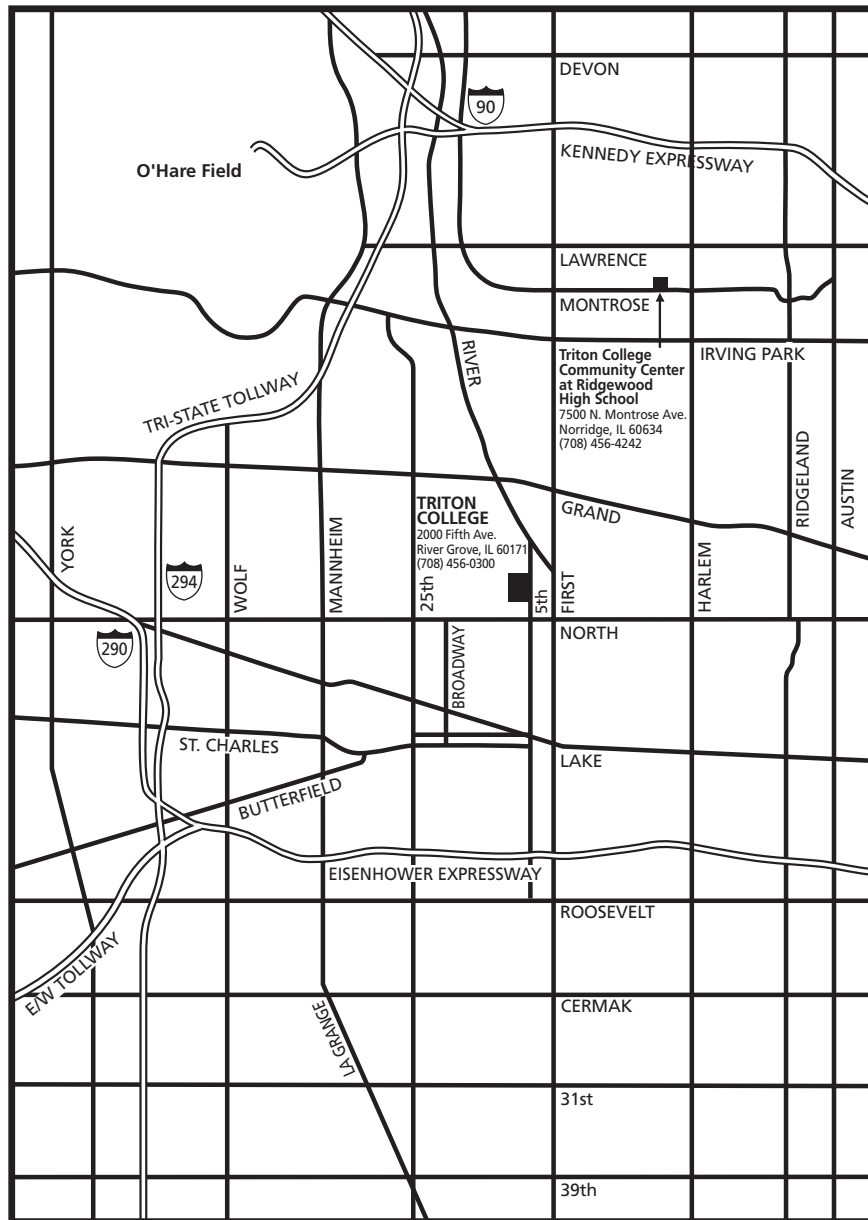 DEVON
90
KENNEDY EXPRESSWAY
O'Hare Field
LAWRENCE
MONTROSE
RIVER
Triton College
Community Center
at Ridgewood
High School
7500 N. Montrose Ave.
Norridge, IL 60634
(708) 456-4242
IRVING PARK
TRI-STATE TOLLWAY
RIDGELAND
AUSTIN
GRAND
TRITON
COLLEGE
2000 Fifth Ave.
River Grove, IL 60171
(708) 456-0300
YORK
294
WOLF
MANNHEIM
25th
5th
FIRST
HARLEM
NORTH
290
BROADWAY
ST. CHARLES
LAKE
BUTTERFIELD
EISENHOWER EXPRESSWAY
ROOSEVELT
E/W TOLLWAY
CERMAK
LA GRANGE
31st
39th